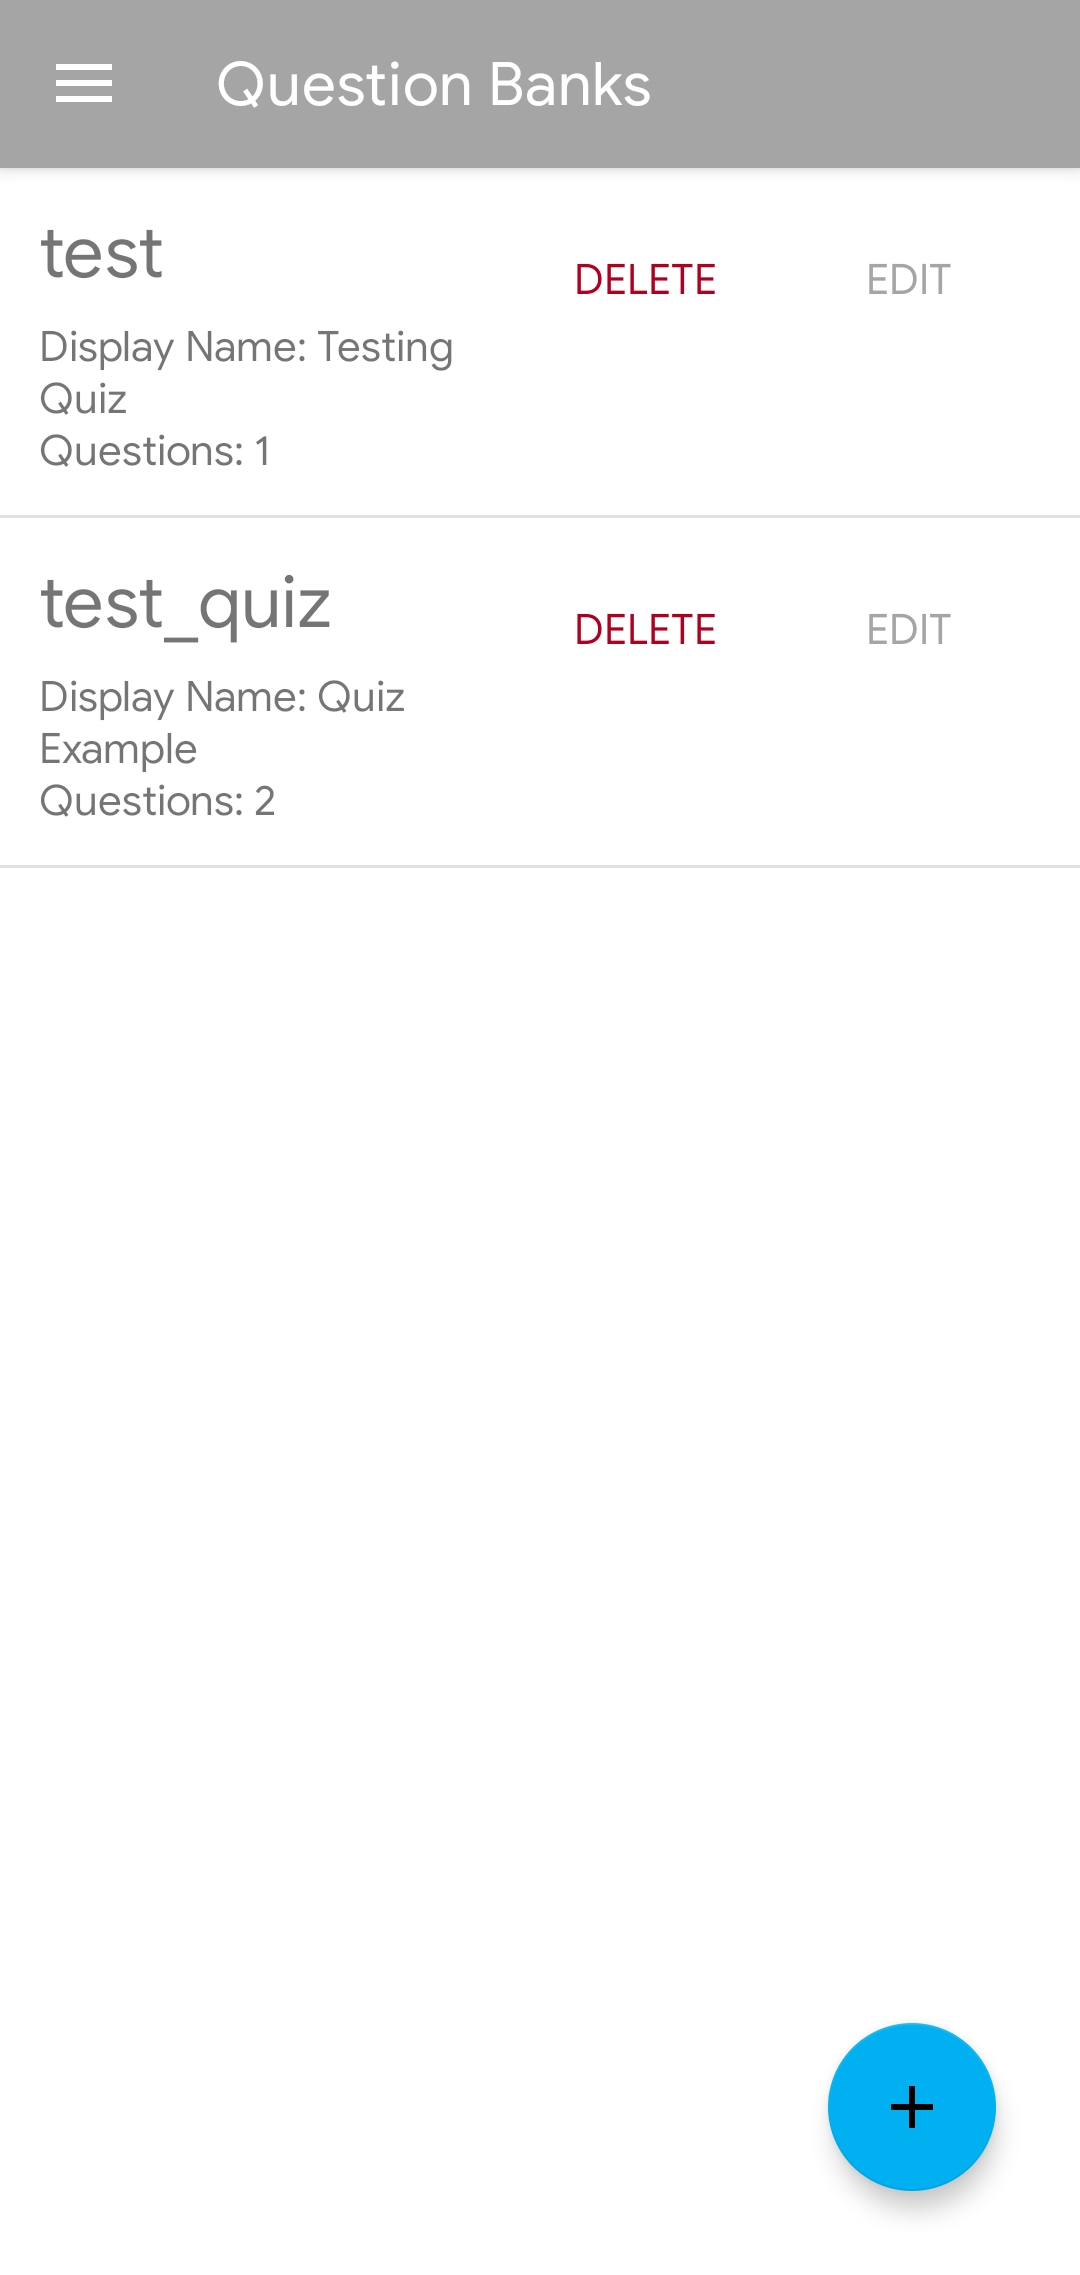 Question Banks
test
DELETE
EDIT
Display Name: Testing
Quiz
Questions: 1
test_quiz
DELETE
EDIT
Display Name: Quiz
Example
Questions: 2